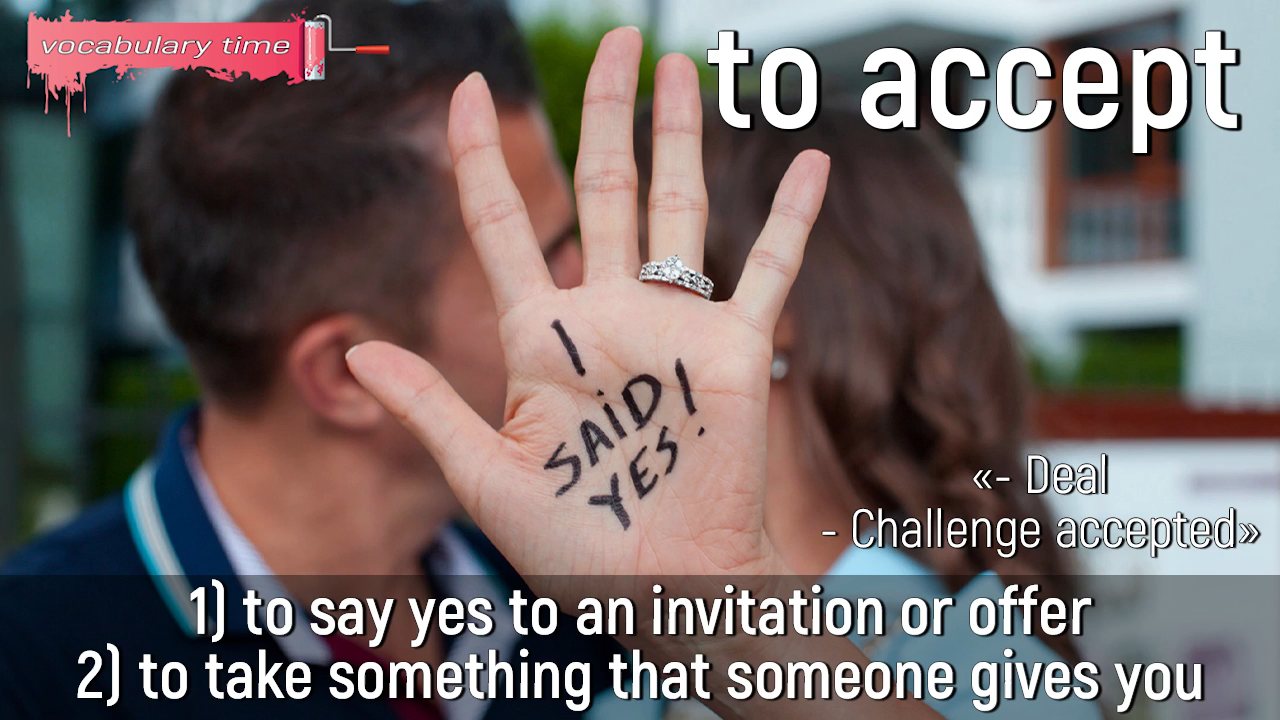 vocabulary time
to accept
I
SAiD
YES!
«- Deal
- Challenge accepted»
1) to say yes to an invitation or offer
2) to take something that someone gives you